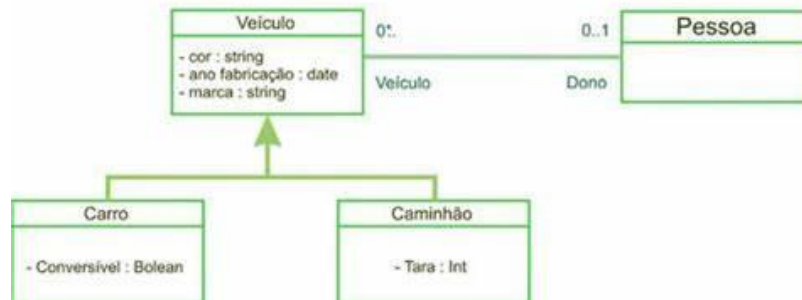 Veículo
- cor : string
- ano fabricação : date
- marca : string
0*.
0..1
Veículo
Dono
Pessoa
Carro
- Conversível : Bolean
Caminhão
- Tara : Int